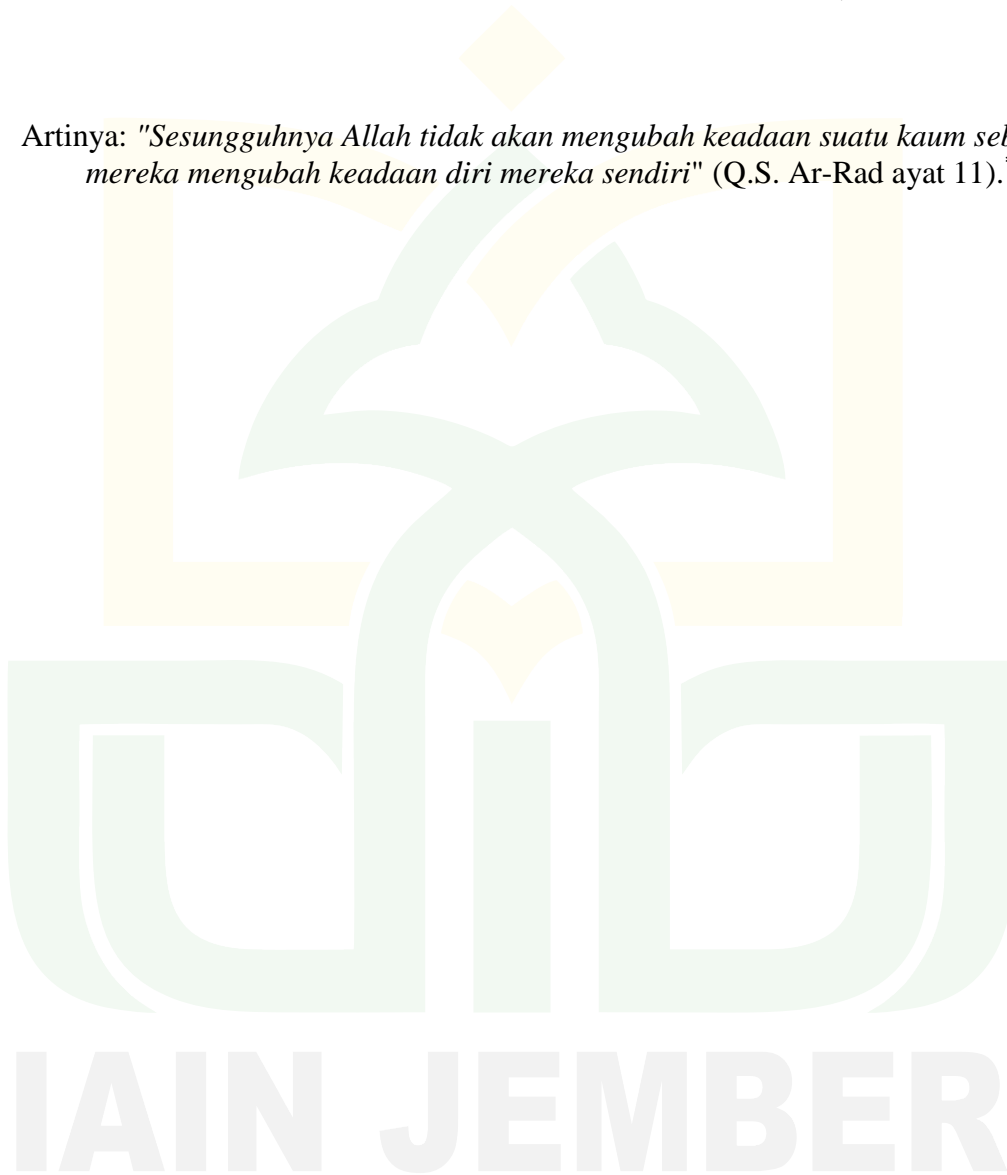 Artinya: "Sesungguhnya Allah tidak akan mengubah keadaan suatu kaum
mereka mengubah keadaan diri mereka sendiri" (Q.S. Ar-Rad ayat 11).
IAIN JEMBER